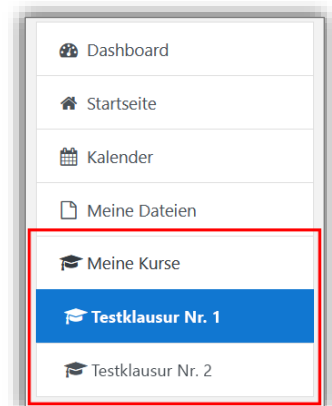 Dashboard
Startseite
Kalender
Meine Dateien
Meine Kurse
Testklausur Nr. 1
Testklausur Nr. 2